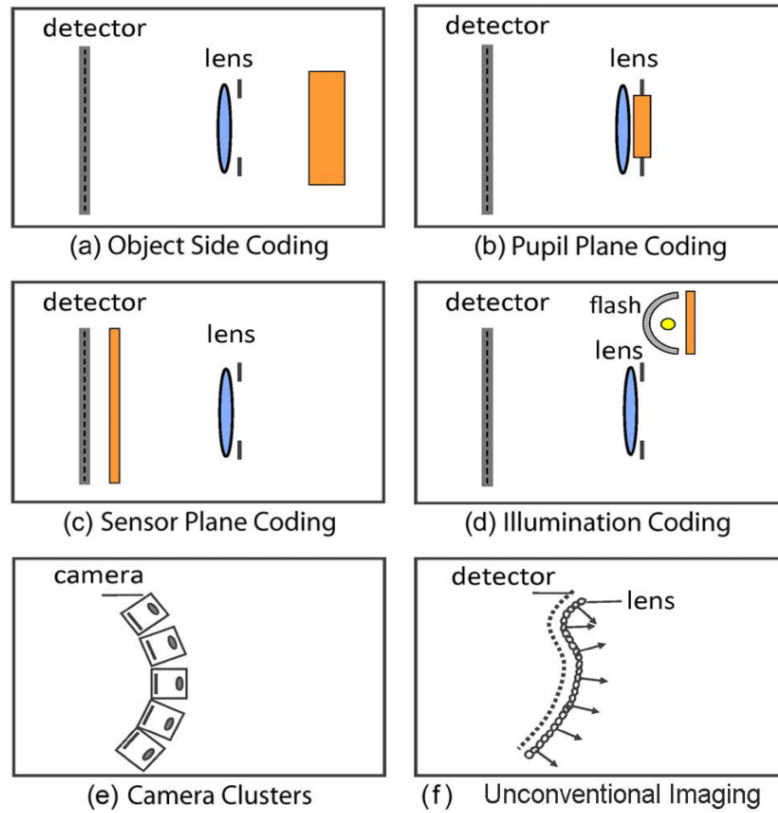 detector
lens
(a) Object Side Coding
detector
lens
(b) Pupil Plane Coding
detector
lens
(c) Sensor Plane Coding
detector
flash
lens
(d) Illumination Coding
camera
(e) Camera Clusters
detector
lens
(f) Unconventional Imaging